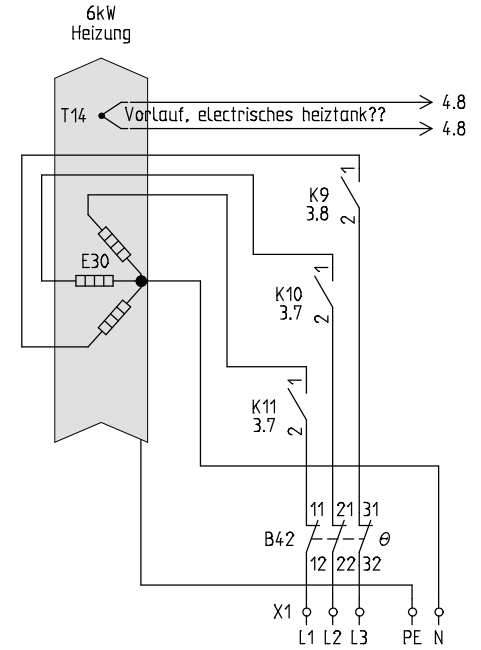 6kW
Heizung
T14
Vorlauf, electrisches heiztank??
4.8
4.8
1
K9
3.8
2
E30
1
K10
3.7
2
1
K11
3.7
2
11 21 31
B42
θ
12 22 32
X1
L1 L2 L3 PE N